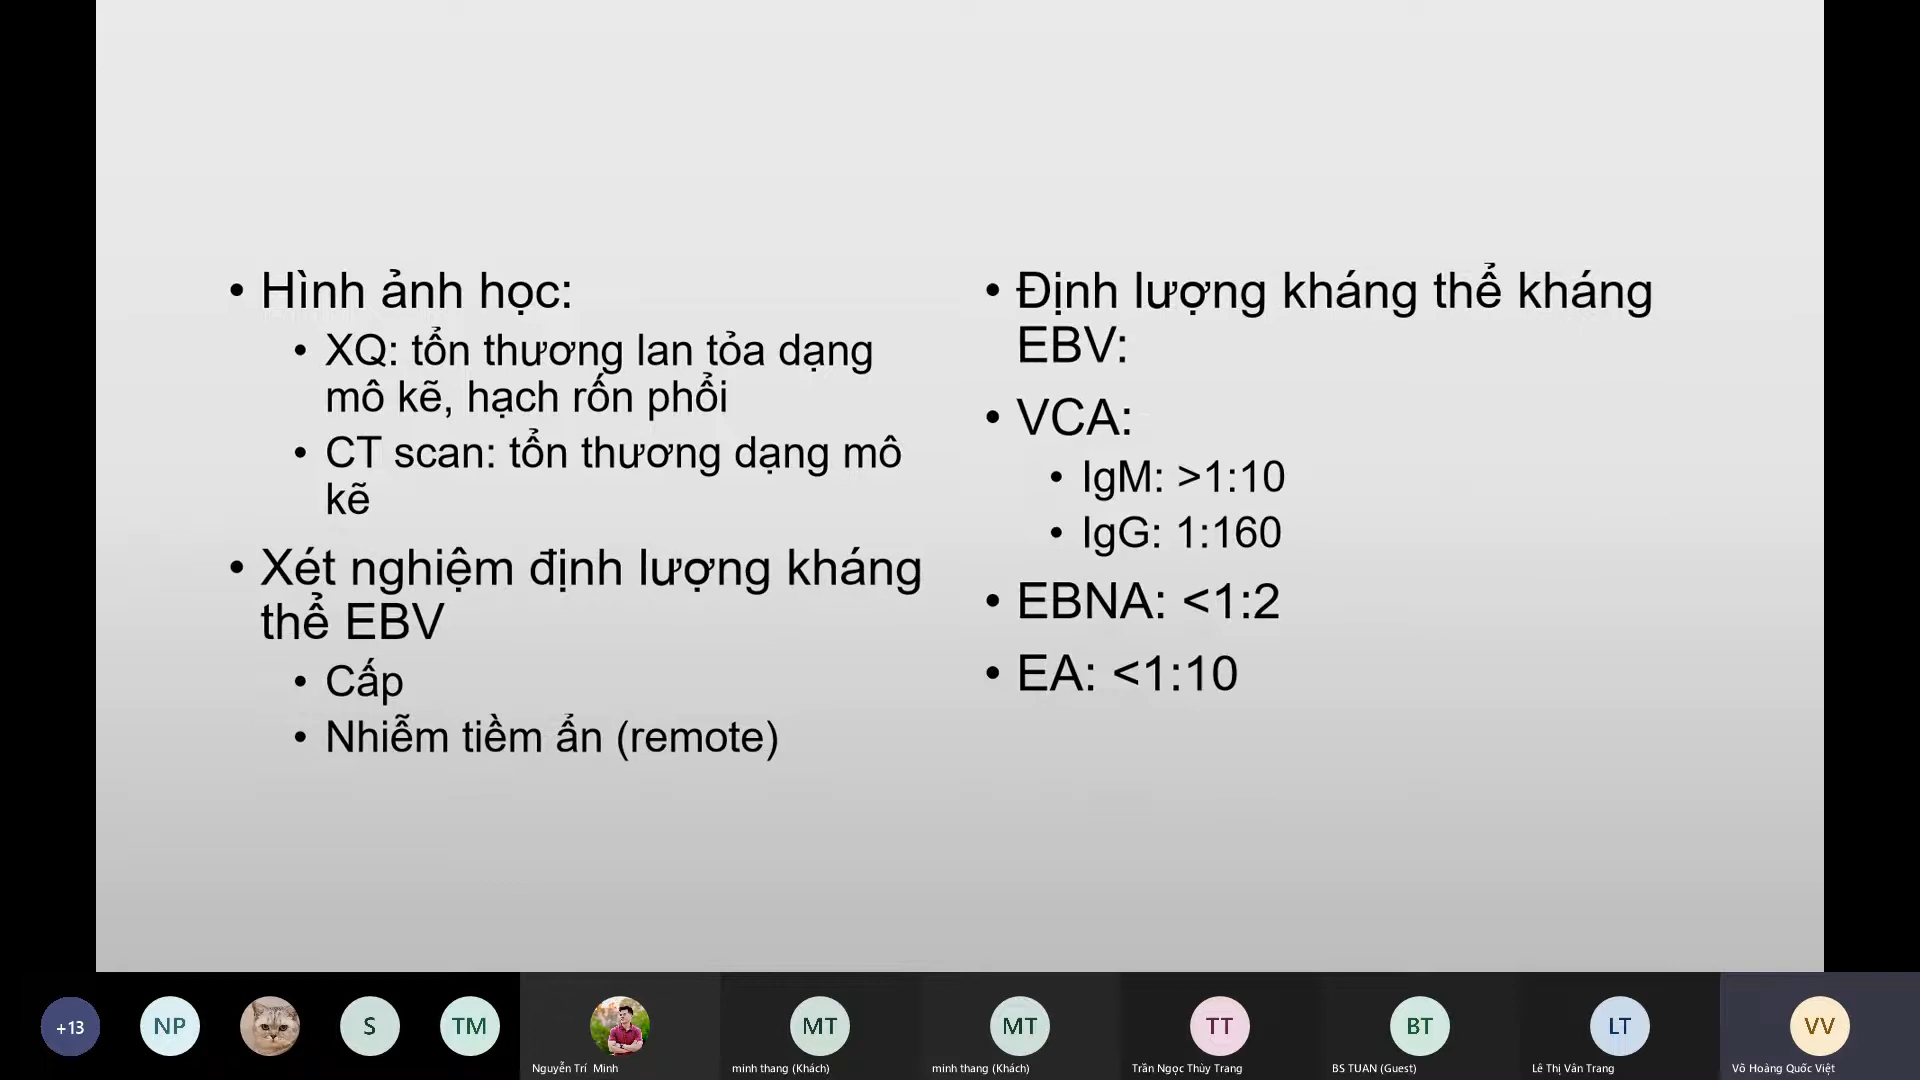 • Hình ảnh học:
• XQ: tổn thương lan tỏa dạng
mô kẽ, hạch rốn phổi
• CT scan: tổn thương dạng mô
kẽ
• Xét nghiệm định lượng kháng
thể EBV
• Cấp
• Nhiễm tiềm ẩn (remote)
• Định lượng kháng thể kháng
EBV:
• VCA:
• IgM: >1:10
• IgG: 1:160
• EBNA: <1:2
• EA: <1:10
+13
NP
S
TM
Nguyễn Trí Minh
MT
minh thang (Khách)
MT
minh thang (Khách)
TT
Trần Ngọc Thùy Trang
BT
BS TUAN (Guest)
LT
Lê Thị Vân Trang
VV
Võ Hoàng Quốc Việt